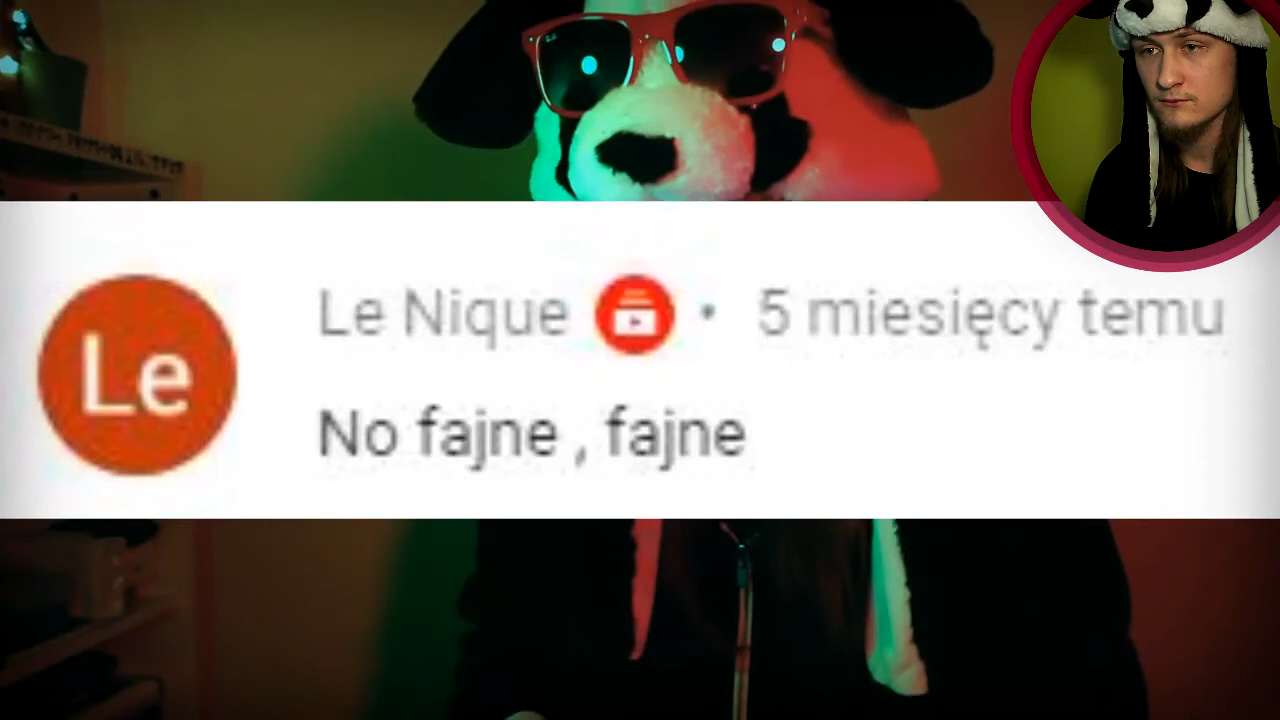 Le
Le Nique • 5 miesięcy temu
No fajne , fajne